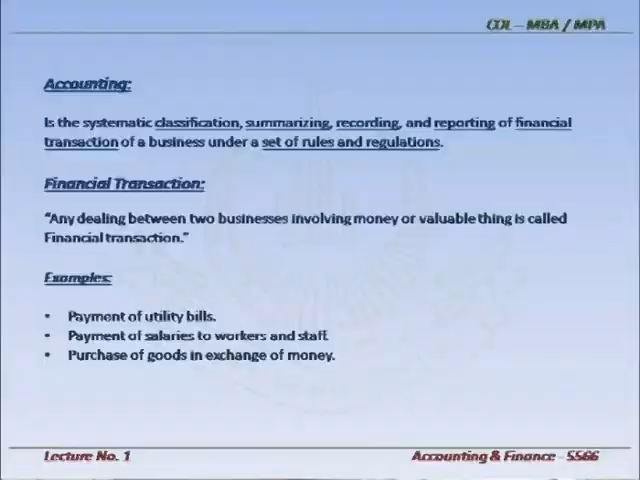 COL – MBA / MPA
Accounting:
Is the systematic classification, summarizing, recording, and reporting of financial
transaction of a business under a set of rules and regulations.
Financial Transaction:
“Any dealing between two businesses involving money or valuable thing is called
Financial transaction.”
Examples:
• Payment of utility bills.
• Payment of salaries to workers and staff.
• Purchase of goods in exchange of money.
Lecture No. 1
Accounting & Finance - 5566